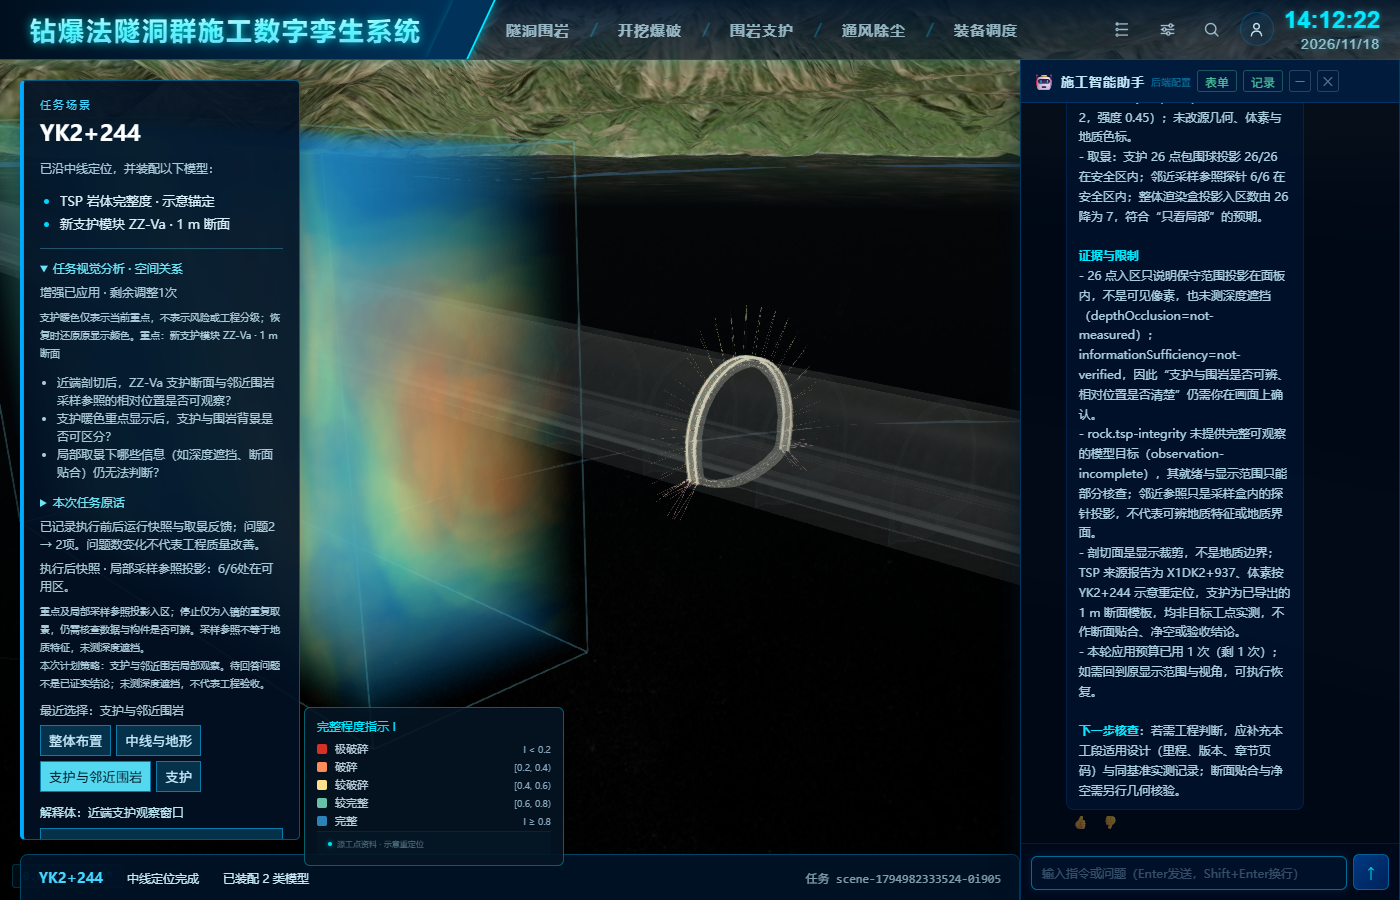 钻爆法隧洞群施工数字孪生系统
隧洞围岩 / 开挖爆破 / 围岩支护 / 通风除尘 / 装备调度
14:12:22
2026/11/18
任务场景
YK2+244
已沿中线定位，并装配以下模型：
• TSP 岩体完整度 · 示意锚定
• 新支护模块 ZZ-Va · 1 m 断面
▼ 任务视觉分析 · 空间关系
增强已应用 · 剩余调整1次
支护暖色仅表示当前重点，不表示风险或工程分级；恢
复时还原原显示颜色。重点：新支护模块 ZZ-Va · 1 m
断面
• 近端剖切后，ZZ-Va 支护断面与邻近围岩
采样参照的相对位置是否可观察？
• 支护暖色重点显示后，支护与围岩背景是
否可区分？
• 局部取景下哪些信息（如深度遮挡、断面
贴合）仍无法判断？
▶ 本次任务原话
已记录执行前后运行快照与取景反馈；问题2
→ 2项。问题数变化不代表工程质量改善。
执行后快照 · 局部采样参照投影：6/6处在可
用区。
重点及局部采样参照投影入区；停止仅为入镜的重复取
景，仍需核查数据与构件是否可辨。采样参照不等于地
质特征，未测深度遮挡。
本次计划策略：支护与邻近围岩局部观察。待回答问题
不是已证实结论；未测深度遮挡，不代表工程验收。
最近选择：支护与邻近围岩
整体布置 中线与地形
支护与邻近围岩 支护
解释体：近端支护观察窗口
完整程度指示 I
极破碎 I < 0.2
破碎 [0.2, 0.4)
较破碎 [0.4, 0.6)
较完整 [0.6, 0.8)
完整 I ≥ 0.8
源工点资料 · 示意重定位
YK2+244 中线定位完成 已装配 2 类模型 任务 scene-1794982333524-0i905
施工智能助手 后端配置 表单 记录
2，强度 0.45）；未改源几何、体素与
地质色标。
- 取景：支护 26 点包围球投影 26/26
在安全区内；邻近采样参照探针 6/6 在
安全区内；整体渲染盒投影入区数由 26
降为 7，符合“只看局部”的预期。
证据与限制
- 26 点入区只说明保守范围投影在面板
内，不是可见像素，也未测深度遮挡
（depthOcclusion=not-
measured）；
informationSufficiency=not-
verified，因此“支护与围岩是否可辨、
相对位置是否清楚”仍需你在画面上确
认。
- rock.tsp-integrity 未提供完整可观察
的模型目标（observation-
incomplete），其就绪与显示范围只能
部分核查；邻近参照只是采样盒内的探
针投影，不代表可辨地质特征或地质界
面。
- 剖切面是显示裁剪，不是地质边界；
TSP 来源报告为 X1DK2+937、体素按
YK2+244 示意重定位，支护为已导出的
1 m 断面模板，均非目标工点实测，不
作断面贴合、净空或验收结论。
- 本轮应用预算已用 1 次（剩 1 次）；
如需回到原显示范围与视角，可执行恢
复。
下一步核查：若需工程判断，应补充本
工段适用设计（里程、版本、章节页
码）与同基准实测记录；断面贴合与净
空需另行几何核验。
输入指令或问题（Enter发送，Shift+Enter换行）